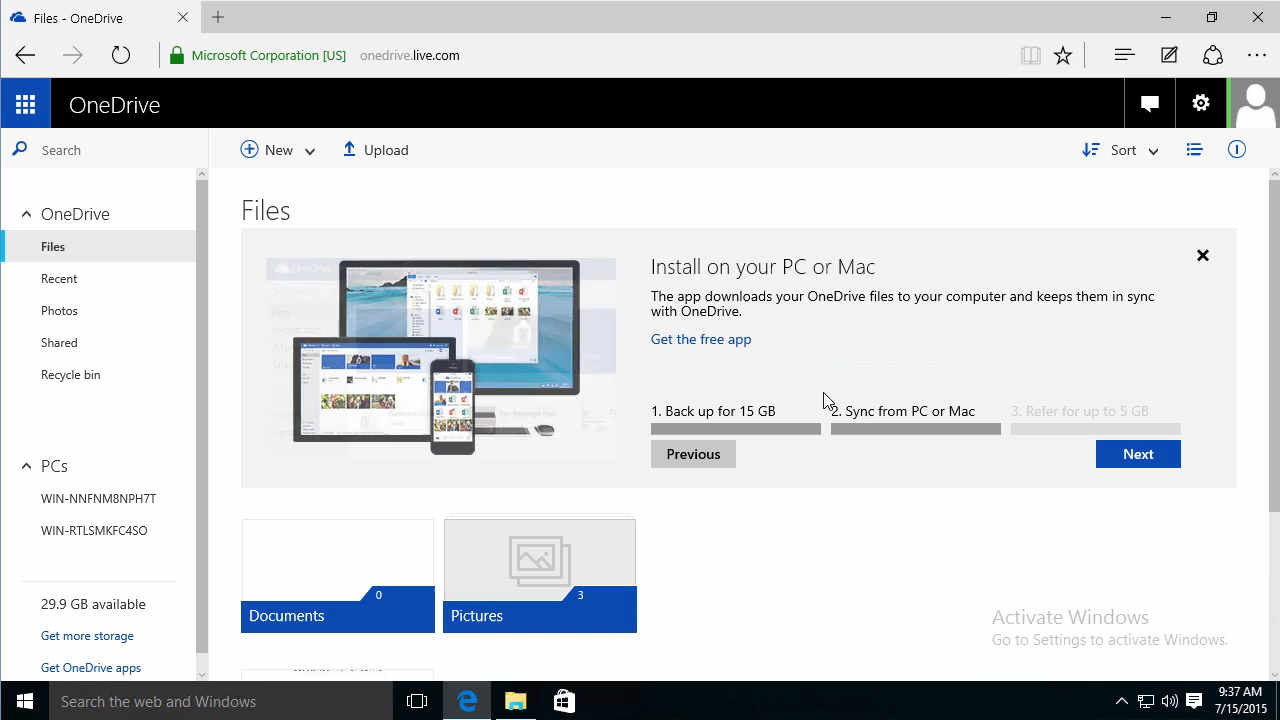 Files - OneDrive
Microsoft Corporation [US] onedrive.live.com
OneDrive
Search
New
Upload
Sort
OneDrive
Files
Recent
Photos
Shared
Recycle bin
PCs
WIN-NNFNM8NPH7T
WIN-RTLSMKFC4SO
29.9 GB available
Get more storage
Get OneDrive apps
Files
Install on your PC or Mac
The app downloads your OneDrive files to your computer and keeps them in sync
with OneDrive.
Get the free app
1. Back up for 15 GB
2. Sync from PC or Mac
3. Refer for up to 5 GB
Previous
Next
0
Documents
3
Pictures
Activate Windows
Go to Settings to activate Windows.
Search the web and Windows
9:37 AM
7/15/2015